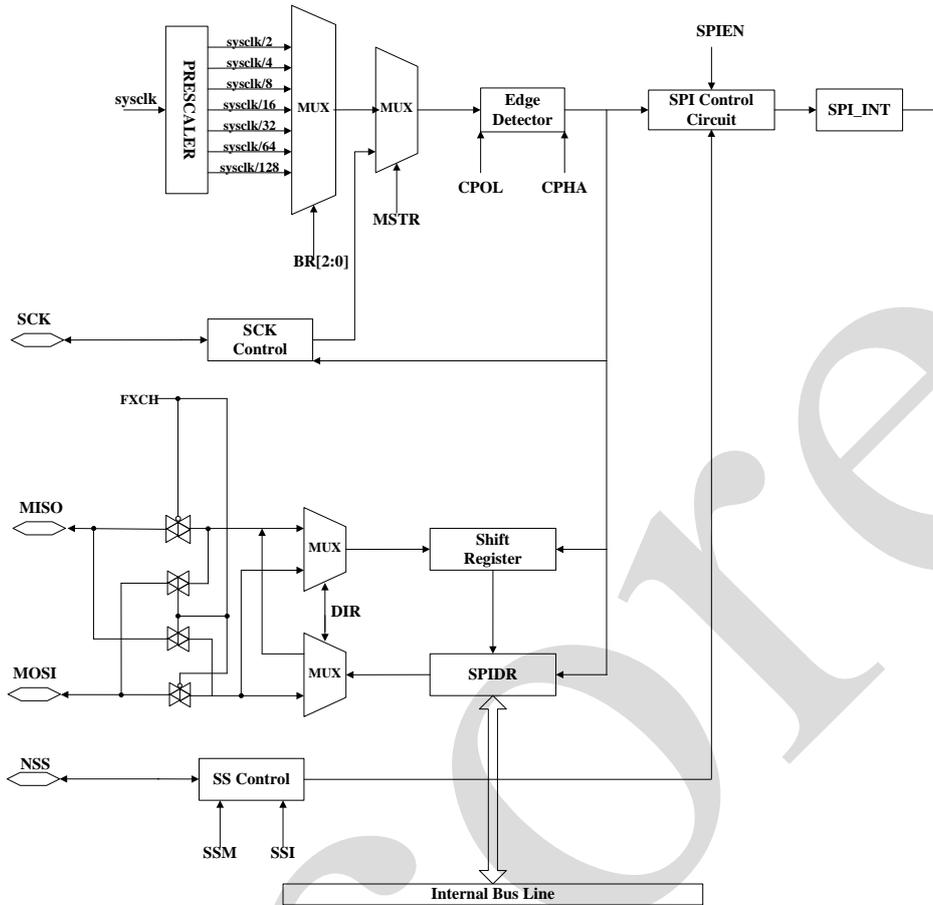 SPIEN
sysclk
PRESCALER
sysclk/2
sysclk/4
sysclk/8
sysclk/16
sysclk/32
sysclk/64
sysclk/128
MUX
MUX
Edge
Detector
SPI Control
Circuit
SPI_INT
CPOL
CPHA
MSTR
BR[2:0]
SCK
SCK
Control
FXCH
MISO
MUX
Shift
Register
DIR
MOSI
MUX
SPIDR
NSS
SS Control
SSM
SSI
Internal Bus Line
ore